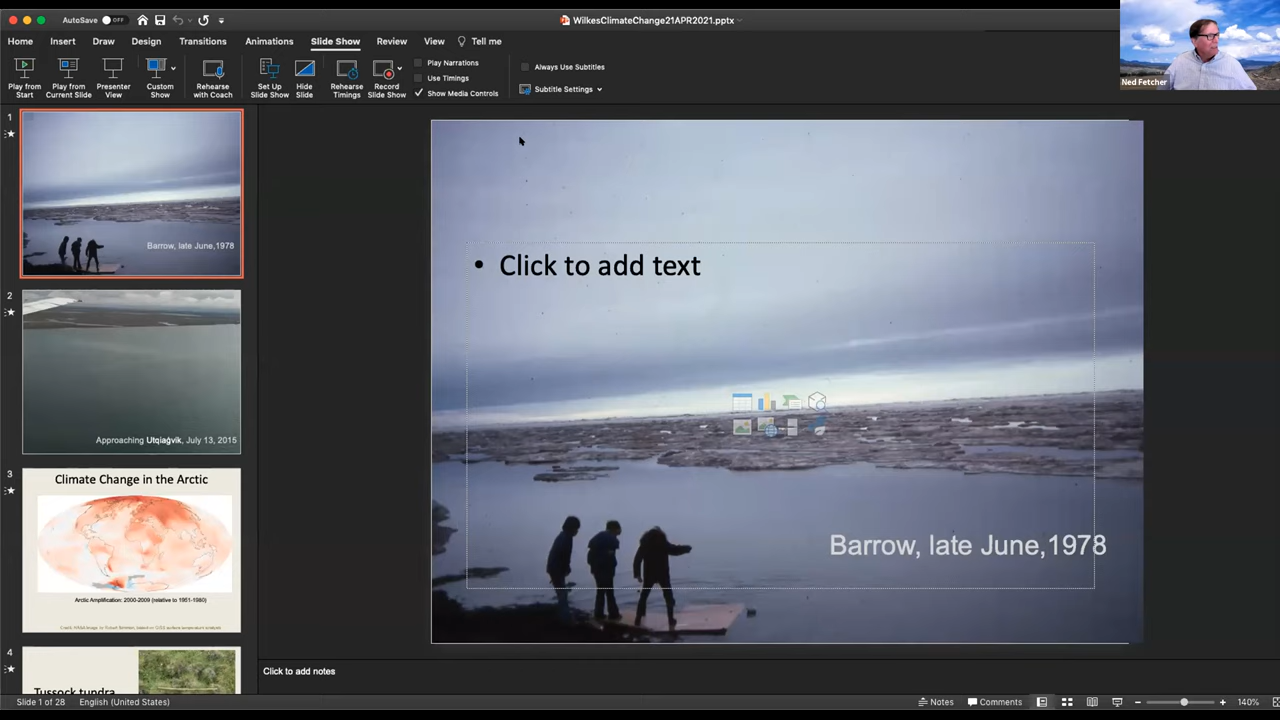 AutoSave OFF
WilkesClimateChange21APR2021.pptx
Home Insert Draw Design Transitions Animations Slide Show Review View Tell me
Play from Start
Play from Current Slide
Presenter View
Custom Show
Rehearse with Coach
Set Up Slide Show
Hide Slide
Play Narrations
Use Timings
Show Media Controls
Rehearse Timings
Record Slide Show
Always Use Subtitles
Subtitle Settings
Ned Fetcher
1
Barrow, late June,1978
2
Approaching Utqiaġvik, July 13, 2015
3
Climate Change in the Arctic
Arctic Amplification: 2000-2009 (relative to 1951-1980)
4
Tussock tundra
• Click to add text
Barrow, late June,1978
Click to add notes
Slide 1 of 28 English (United States)
Notes Comments 140%